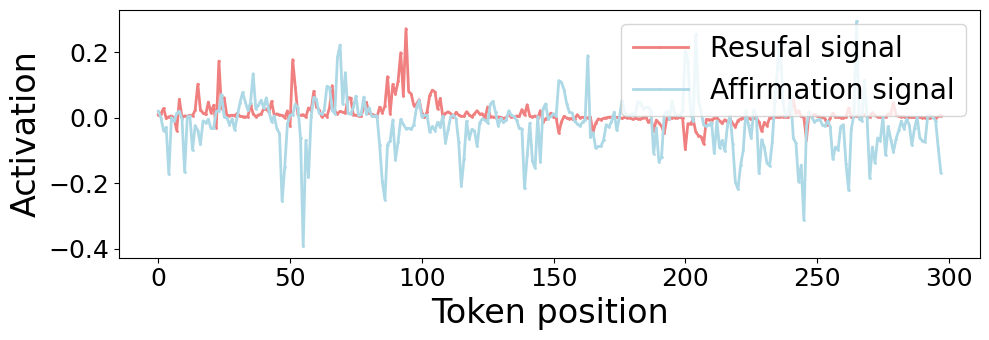 Activation
0.2
0.0
−0.2
−0.4
Resufal signal
Affirmation signal
0 50 100 150 200 250 300
Token position